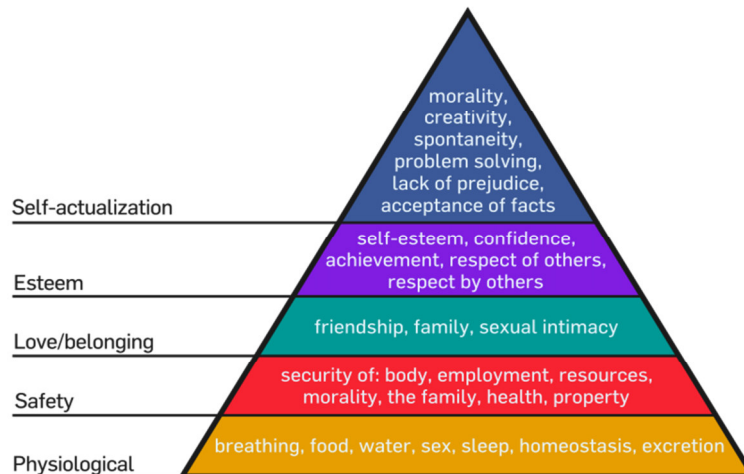 morality,
creativity,
spontaneity,
problem solving,
lack of prejudice,
acceptance of facts
Self-actualization
self-esteem, confidence,
achievement, respect of others,
respect by others
Esteem
friendship, family, sexual intimacy
Love/belonging
security of: body, employment, resources,
morality, the family, health, property
Safety
breathing, food, water, sex, sleep, homeostasis, excretion
Physiological